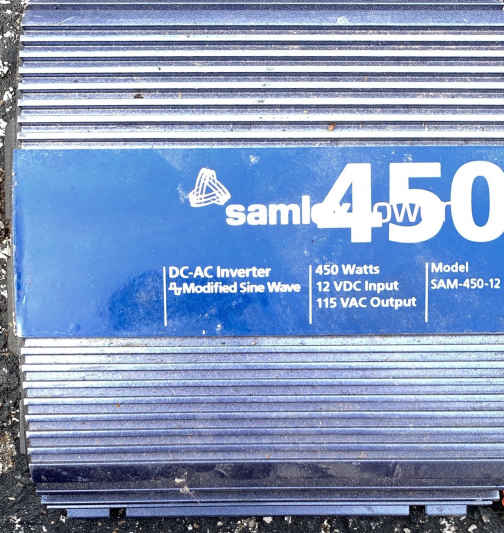 450
samlexpower
DC-AC Inverter
Modified Sine Wave
450 Watts
12 VDC Input
115 VAC Output
Model
SAM-450-12